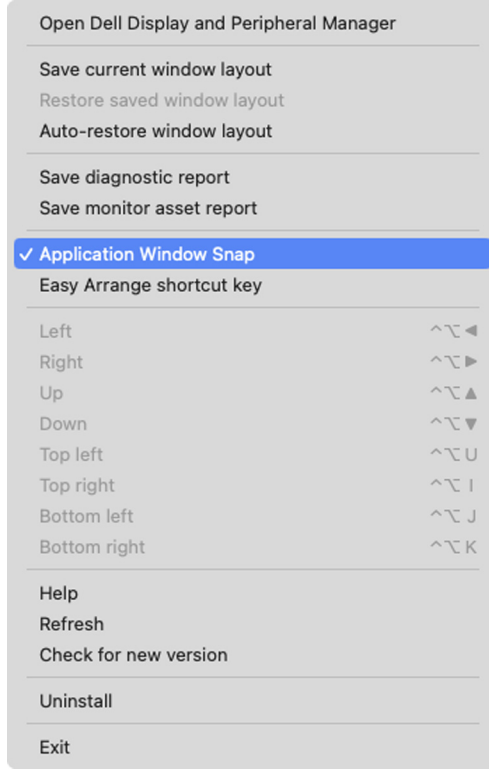 Open Dell Display and Peripheral Manager
Save current window layout
Restore saved window layout
Auto-restore window layout
Save diagnostic report
Save monitor asset report
✓ Application Window Snap
Easy Arrange shortcut key
Left ^⌥◀
Right ^⌥▶
Up ^⌥▲
Down ^⌥▼
Top left ^⌥ U
Top right ^⌥ I
Bottom left ^⌥ J
Bottom right ^⌥ K
Help
Refresh
Check for new version
Uninstall
Exit